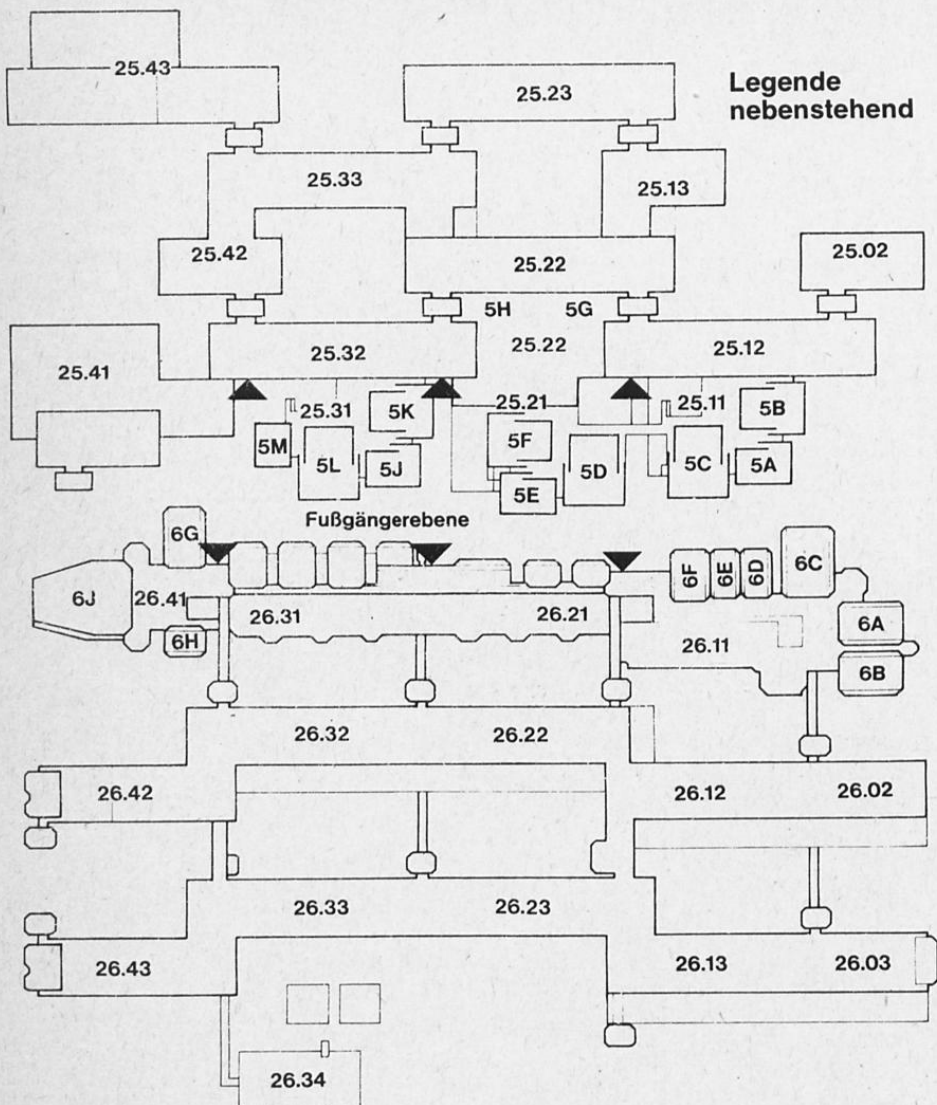 25.43
25.23
Legende
nebenstehend
25.33
25.13
25.42
25.22
25.02
5H 5G
25.41
25.32
25.22
25.12
25.31
5K
25.21
25.11
5B
5M
5L
5J
5F
5D
5C
5A
5E
Fußgängerebene
6G
6J
26.41
6H
26.31
26.21
6F
6E
6D
6C
6A
26.11
6B
26.32
26.22
26.42
26.12
26.02
26.33
26.23
26.43
26.13
26.03
26.34